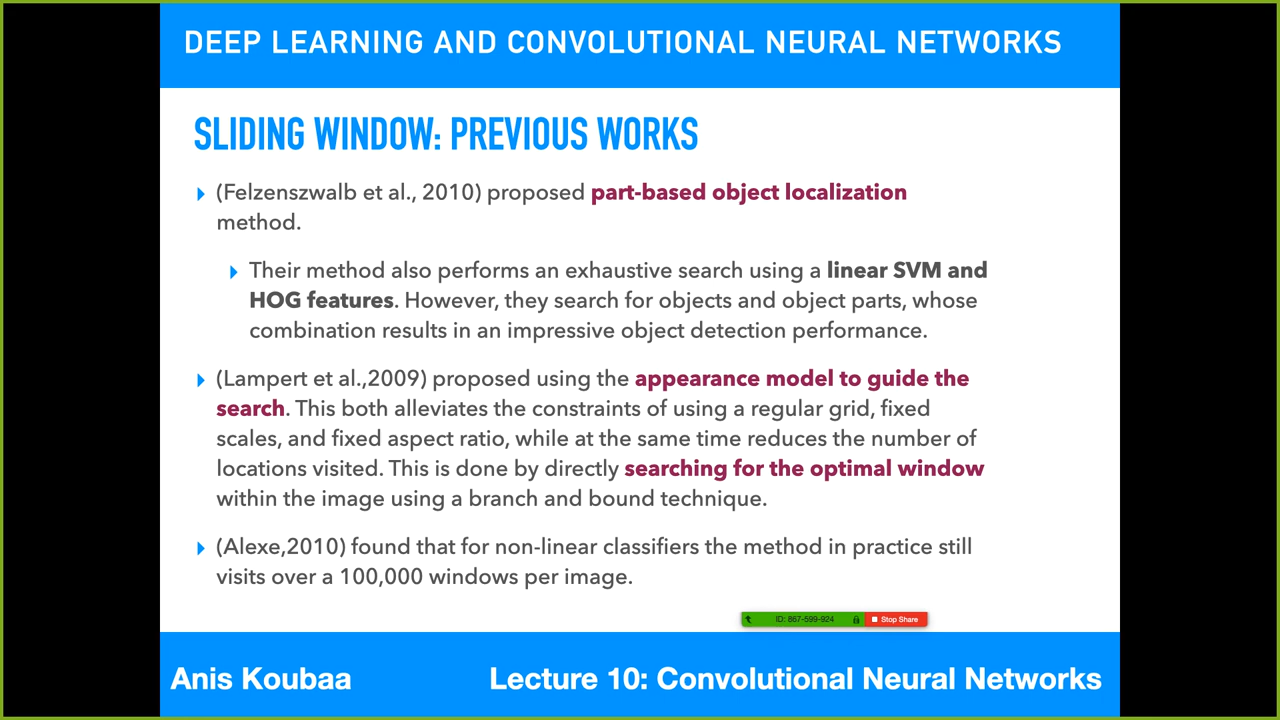 DEEP LEARNING AND CONVOLUTIONAL NEURAL NETWORKS
SLIDING WINDOW: PREVIOUS WORKS
(Felzenszwalb et al., 2010) proposed part-based object localization
method.
Their method also performs an exhaustive search using a linear SVM and
HOG features. However, they search for objects and object parts, whose
combination results in an impressive object detection performance.
(Lampert et al.,2009) proposed using the appearance model to guide the
search. This both alleviates the constraints of using a regular grid, fixed
scales, and fixed aspect ratio, while at the same time reduces the number of
locations visited. This is done by directly searching for the optimal window
within the image using a branch and bound technique.
(Alexe,2010) found that for non-linear classifiers the method in practice still
visits over a 100,000 windows per image.
ID: 867-599-924 Stop Share
Anis Koubaa Lecture 10: Convolutional Neural Networks